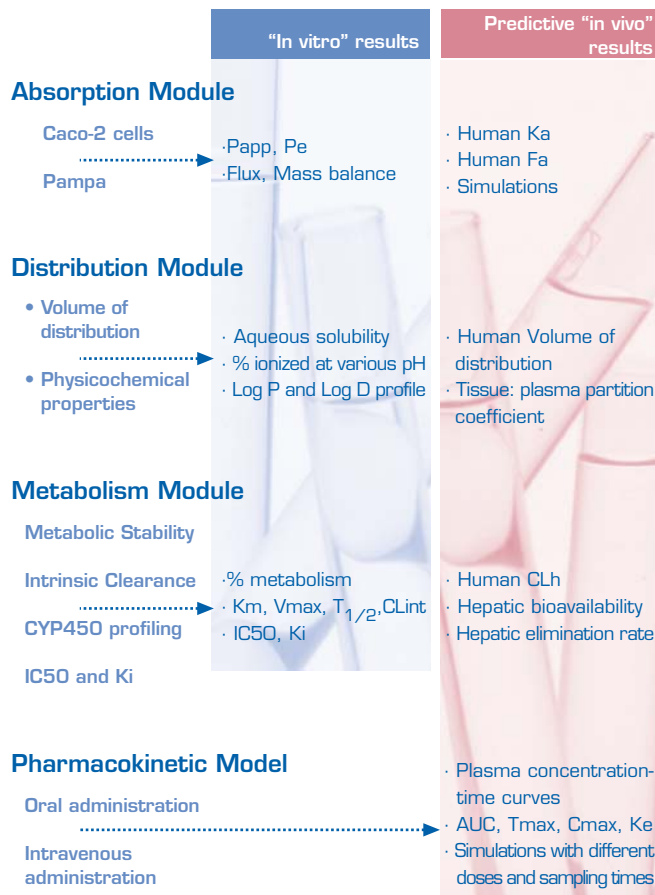 “In vitro” results
Predictive “in vivo”
results
Absorption Module
Caco-2 cells
Pampa
·Papp, Pe
·Flux, Mass balance
· Human Ka
· Human Fa
· Simulations
Distribution Module
• Volume of
distribution
• Physicochemical
properties
· Aqueous solubility
· % ionized at various pH
· Log P and Log D profile
· Human Volume of
distribution
· Tissue: plasma partition
coefficient
Metabolism Module
Metabolic Stability
Intrinsic Clearance
CYP450 profiling
IC50 and Ki
·% metabolism
· Km, Vmax, T1/2,CLint
· IC50, Ki
· Human CLh
· Hepatic bioavailability
· Hepatic elimination rate
Pharmacokinetic Model
Oral administration
Intravenous
administration
· Plasma concentration-
time curves
· AUC, Tmax, Cmax, Ke
· Simulations with different
doses and sampling times